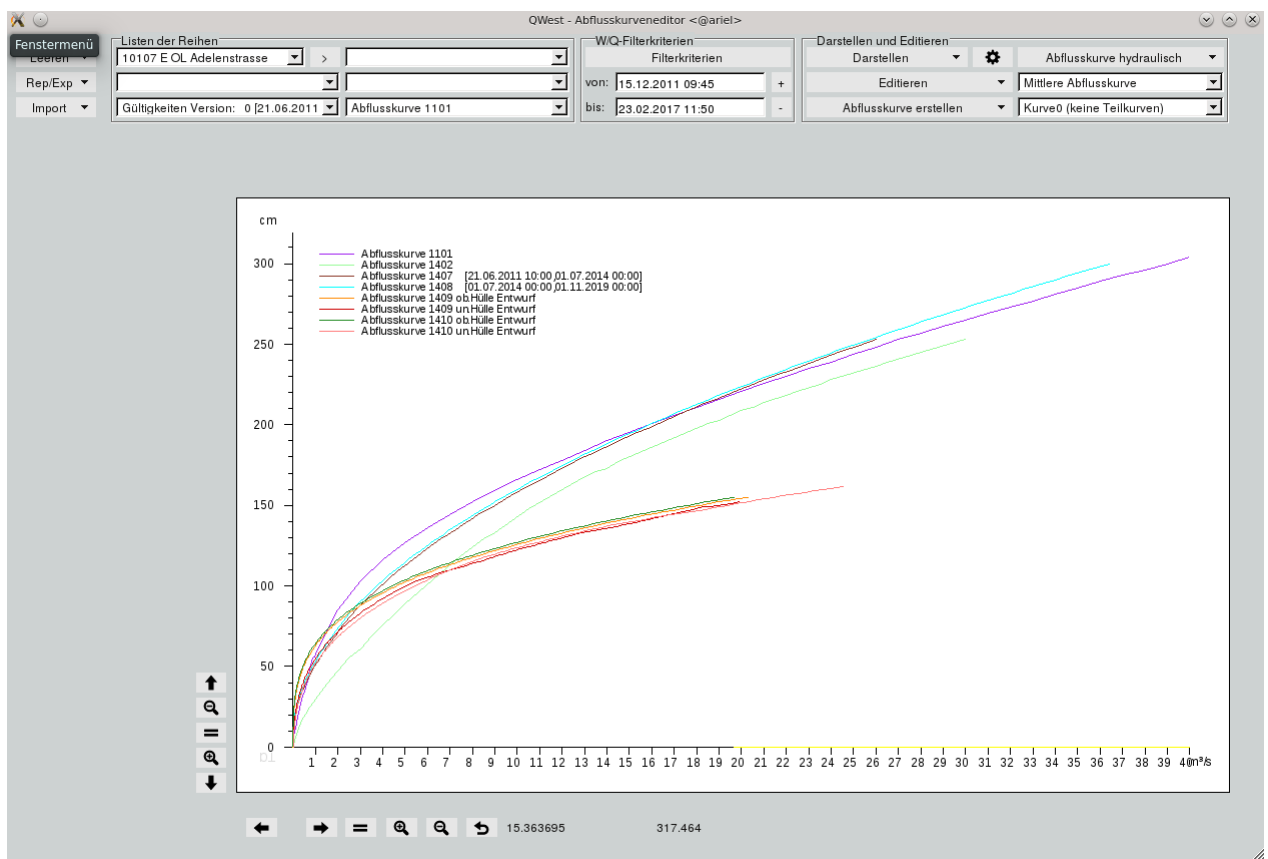 QWest - Abflusskurveneditor <@ariel>
Fenstermenü
Leeren
Rep/Exp
Import
Listen der Reihen
10107 E OL Adelenstrasse
>
Gültigkeiten Version: 0 [21.06.2011
Abflusskurve 1101
W/Q-Filterkriterien
Filterkriterien
von: 15.12.2011 09:45 +
bis: 23.02.2017 11:50 -
Darstellen und Editieren
Darstellen
Abflusskurve hydraulisch
Editieren
Mittlere Abflusskurve
Abflusskurve erstellen
Kurve0 (keine Teilkurven)
cm
Abflusskurve 1101
Abflusskurve 1402
Abflusskurve 1407 [21.06.2011 10:00,01.07.2014 00:00]
Abflusskurve 1408 [01.07.2014 00:00,01.11.2019 00:00]
Abflusskurve 1409 ob.Hülle Entwurf
Abflusskurve 1409 un.Hülle Entwurf
Abflusskurve 1410 ob.Hülle Entwurf
Abflusskurve 1410 un.Hülle Entwurf
300
250
200
150
100
50
0
p1
1 2 3 4 5 6 7 8 9 10 11 12 13 14 15 16 17 18 19 20 21 22 23 24 25 26 27 28 29 30 31 32 33 34 35 36 37 38 39 40 m³/s
15.363695 317.464